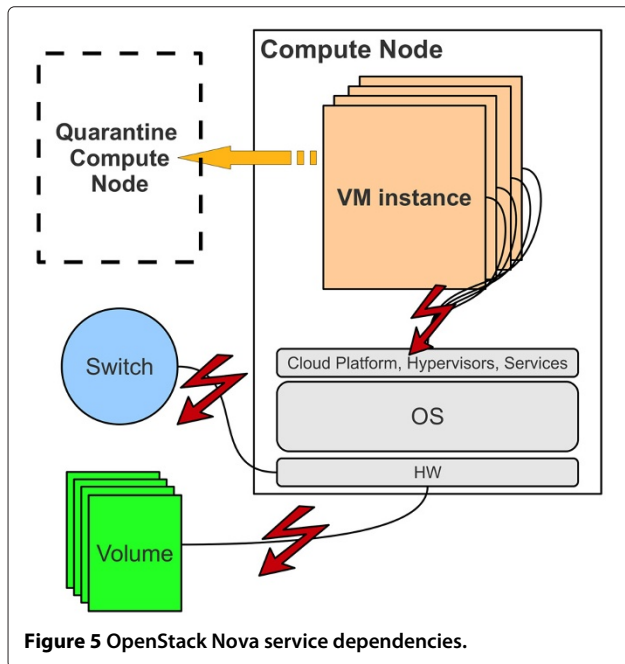 Compute Node
Quarantine
Compute
Node
VM instance
Switch
Cloud Platform, Hypervisors, Services
OS
HW
Volume
Figure 5 OpenStack Nova service dependencies.